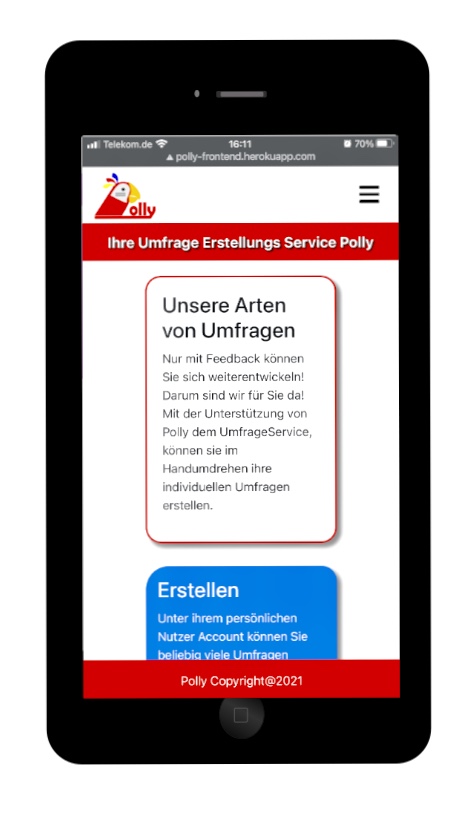 Telekom.de 16:11 70%
polly-frontend.herokuapp.com
Polly
Ihre Umfrage Erstellungs Service Polly
Unsere Arten
von Umfragen
Nur mit Feedback können
Sie sich weiterentwickeln!
Darum sind wir für Sie da!
Mit der Unterstützung von
Polly dem UmfrageService,
können sie im
Handumdrehen ihre
individuellen Umfragen
erstellen.
Erstellen
Unter ihrem persönlichen
Nutzer Account können Sie
beliebig viele Umfragen
Polly Copyright@2021